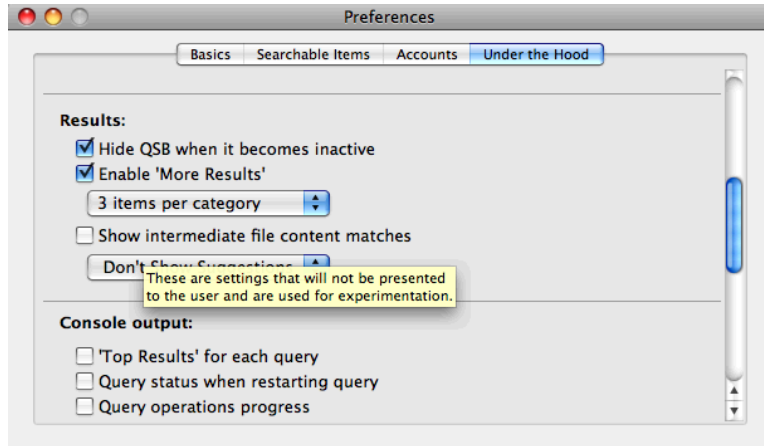 Preferences
Basics Searchable Items Accounts Under the Hood
Results:
Hide QSB when it becomes inactive
Enable 'More Results'
3 items per category
Show intermediate file content matches
Don't Show Suggestions
These are settings that will not be presented
to the user and are used for experimentation.
Console output:
'Top Results' for each query
Query status when restarting query
Query operations progress